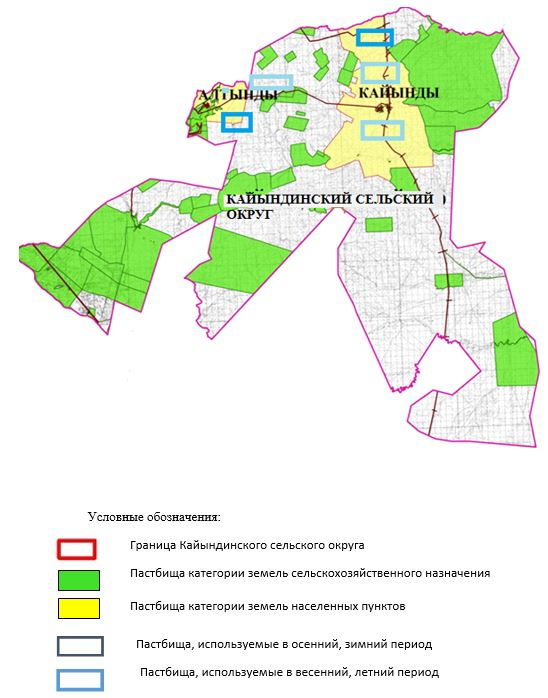 АЛТЫНДЫ
КАЙЫНДЫ
КАЙЫНДИНСКИЙ СЕЛЬСКИЙ
ОКРУГ
Условные обозначения:
Граница Кайындинского сельского округа
Пастбища категории земель сельскохозяйственного назначения
Пастбища категории земель населенных пунктов
Пастбища, используемые в осенний, зимний период
Пастбища, используемые в весенний, летний период